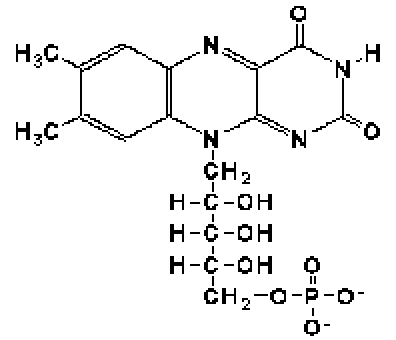 O
H₃C N N H
H₃C N N O
CH₂
H–C–OH
H–C–OH
H–C–OH O
CH₂–O–P–O⁻
O⁻